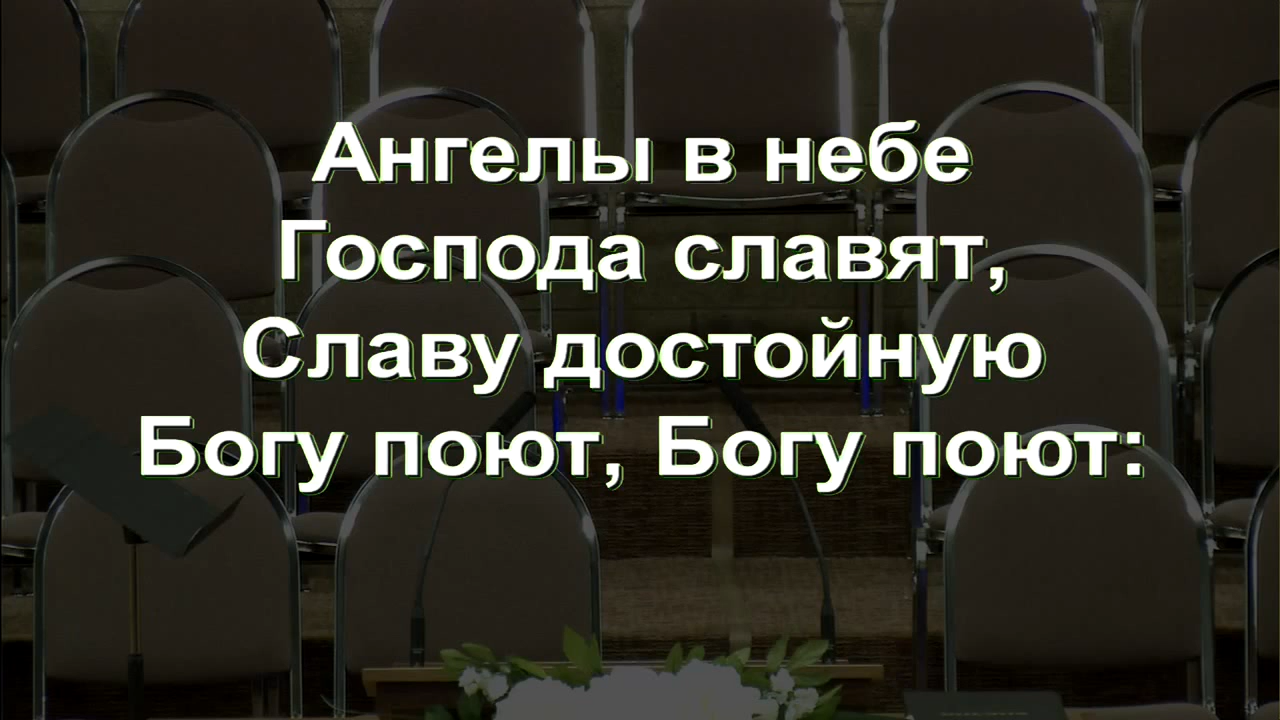 Ангелы в небе
Господа славят,
Славу достойную
Богу поют, Богу поют: